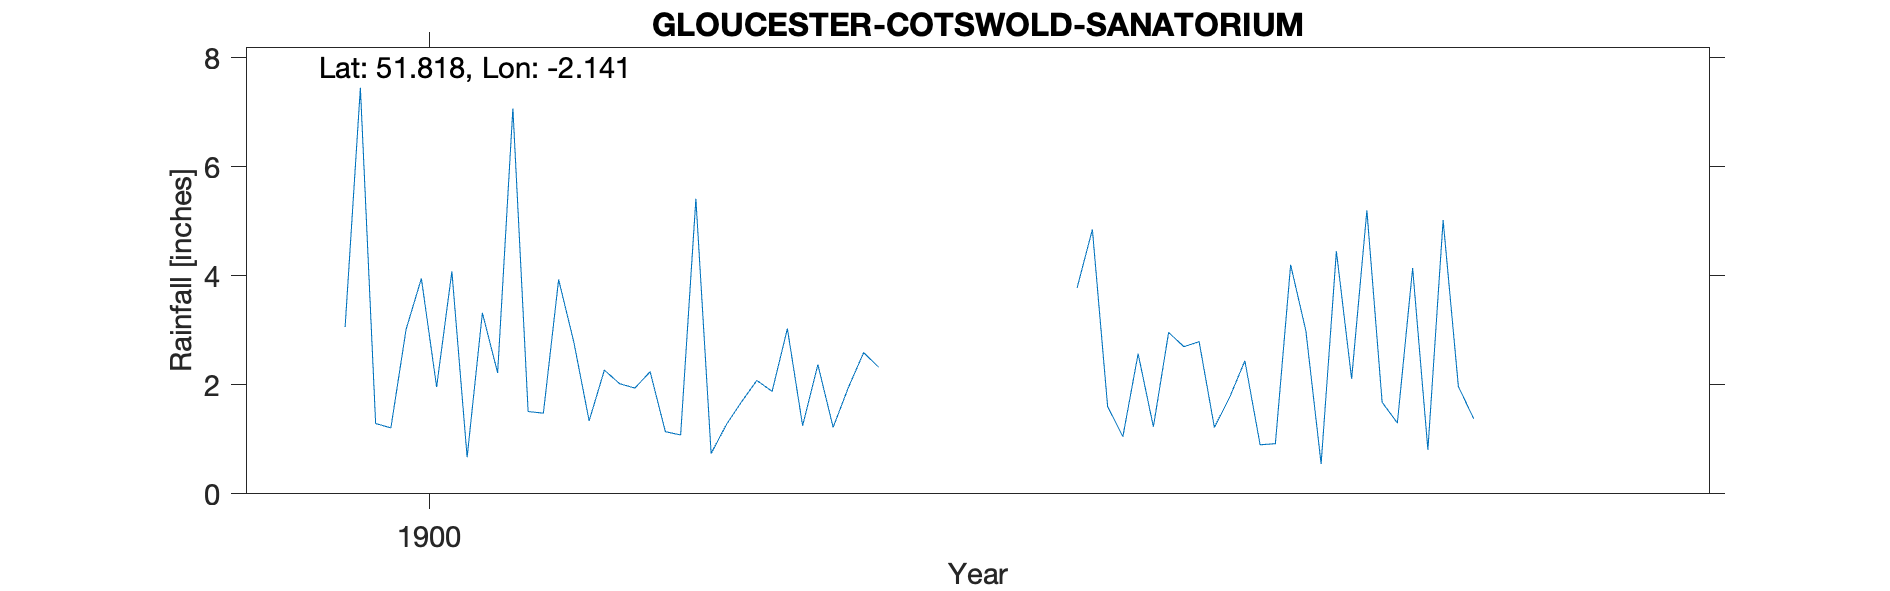 GLOUCESTER-COTSWOLD-SANATORIUM
Lat: 51.818, Lon: -2.141
8
6
4
2
0
Rainfall [inches]
1900
Year